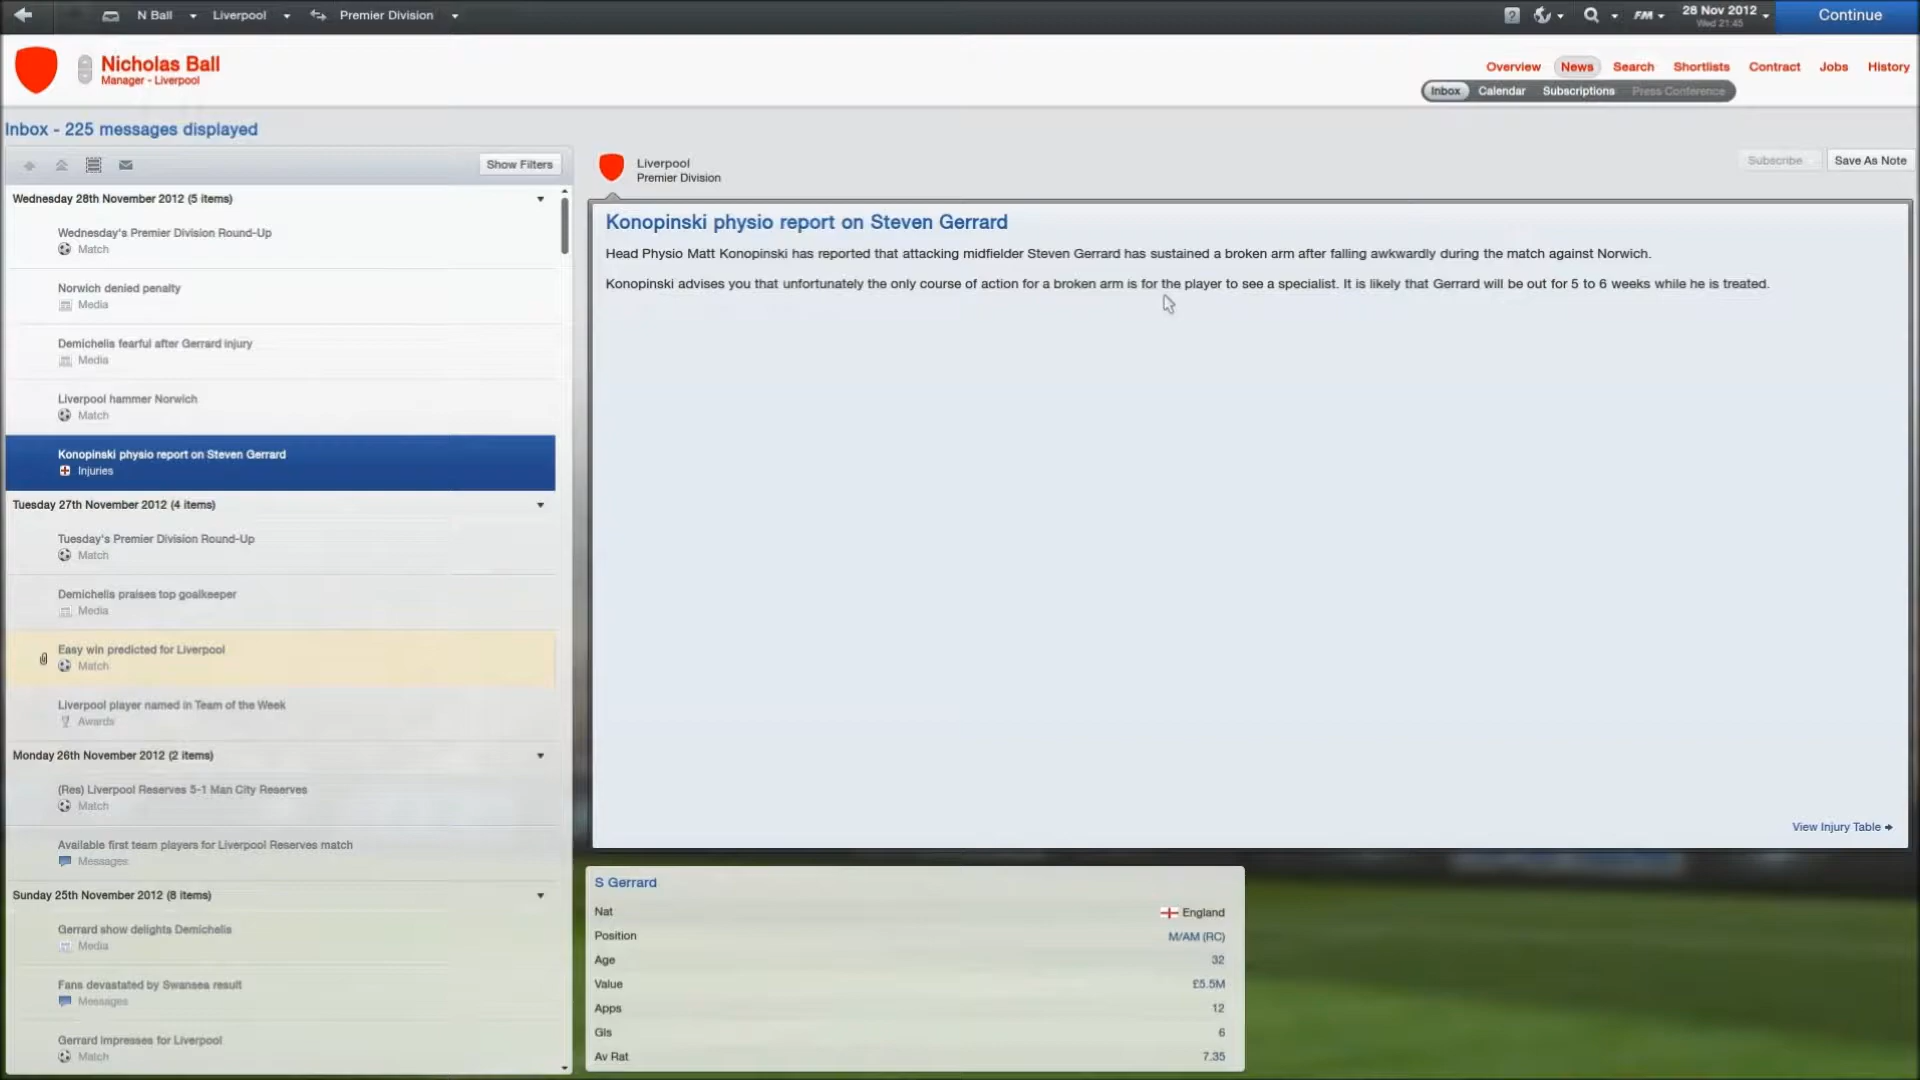 N Ball
Liverpool
Premier Division
FM
28 Nov 2012
Wed 21:45
Continue
Nicholas Ball
Manager - Liverpool
Overview
News
Search
Shortlists
Contract
Jobs
History
Inbox
Calendar
Subscriptions
Press Conference
Inbox - 225 messages displayed
Show Filters
Wednesday 28th November 2012 (5 items)
Wednesday's Premier Division Round-Up
Match
Norwich denied penalty
Media
Demichelis fearful after Gerrard injury
Media
Liverpool hammer Norwich
Match
Konopinski physio report on Steven Gerrard
Injuries
Tuesday 27th November 2012 (4 items)
Tuesday's Premier Division Round-Up
Match
Demichelis praises top goalkeeper
Media
Easy win predicted for Liverpool
Match
Liverpool player named in Team of the Week
Awards
Monday 26th November 2012 (2 items)
(Res) Liverpool Reserves 5-1 Man City Reserves
Match
Available first team players for Liverpool Reserves match
Messages
Sunday 25th November 2012 (8 items)
Gerrard show delights Demichelis
Media
Fans devastated by Swansea result
Messages
Gerrard impresses for Liverpool
Match
Liverpool
Premier Division
Subscribe
Save As Note
Konopinski physio report on Steven Gerrard
Head Physio Matt Konopinski has reported that attacking midfielder Steven Gerrard has sustained a broken arm after falling awkwardly during the match against Norwich.
Konopinski advises you that unfortunately the only course of action for a broken arm is for the player to see a specialist. It is likely that Gerrard will be out for 5 to 6 weeks while he is treated.
View Injury Table
S Gerrard
Nat England
Position M/AM (RC)
Age 32
Value £5.5M
Apps 12
Gls 6
Av Rat 7.35